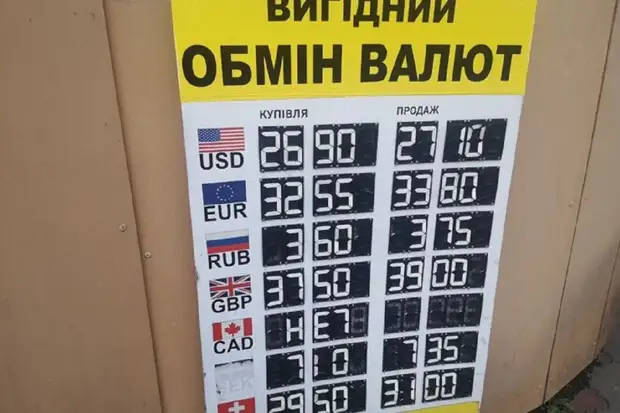 ВИГІДНИЙ
ОБМІН ВАЛЮТ
КУПІВЛЯ ПРОДАЖ
USD 26 90 27 10
EUR 32 55 33 80
RUB 3 60 3 75
GBP 37 50 39 00
CAD НЕТ
7 10 7 35
29 50 31 00